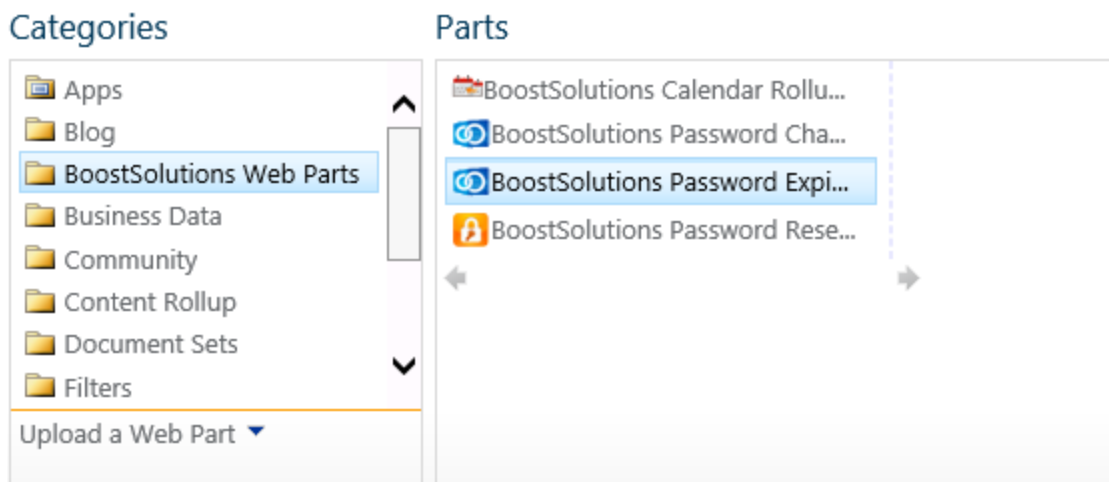 Categories
Apps
Blog
BoostSolutions Web Parts
Business Data
Community
Content Rollup
Document Sets
Filters
Upload a Web Part
Parts
BoostSolutions Calendar Rollu...
BoostSolutions Password Cha...
BoostSolutions Password Expi...
BoostSolutions Password Rese...